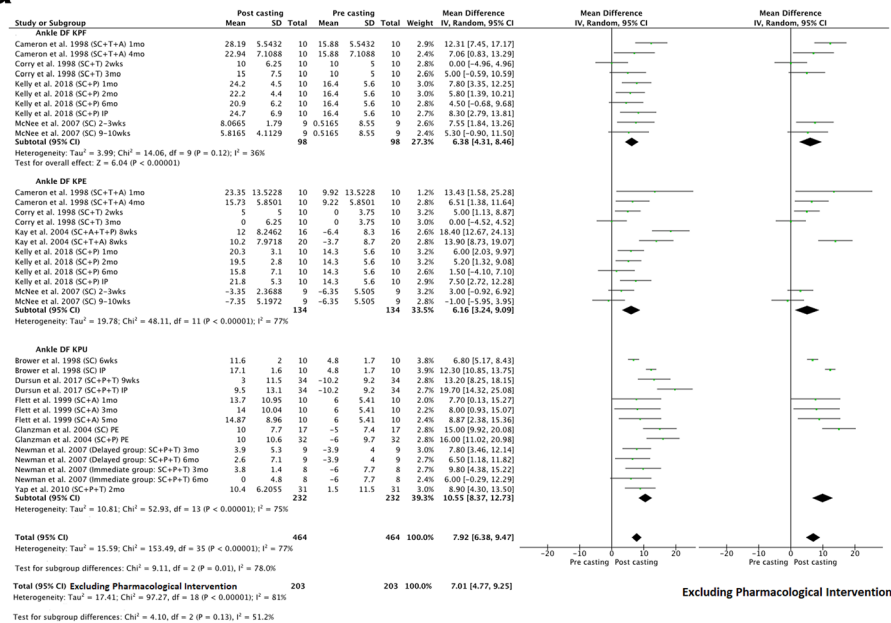 Post casting Pre casting Mean Difference Mean Difference Mean Difference
Study or Subgroup Mean SD Total Mean SD Total Weight IV, Random, 95% CI IV, Random, 95% CI IV, Random, 95% CI
Ankle DF KPF
Cameron et al. 1998 (SC+T+A) 1mo 28.19 5.5432 10 15.88 5.5432 10 2.9% 12.31 [7.45, 17.17]
Cameron et al. 1998 (SC+T+A) 4mo 22.94 7.1088 10 15.88 7.1088 10 2.4% 7.06 [0.83, 13.29]
Corry et al. 1998 (SC+T) 2wks 10 6.25 10 10 5 10 2.8% 0.00 [-4.96, 4.96]
Corry et al. 1998 (SC+T) 3mo 15 7.5 10 10 5 10 2.6% 5.00 [-0.59, 10.59]
Kelly et al. 2018 (SC+P) 1mo 24.2 4.5 10 16.4 5.6 10 3.0% 7.80 [3.35, 12.25]
Kelly et al. 2018 (SC+P) 2mo 22.2 4.4 10 16.4 5.6 10 3.0% 5.80 [1.39, 10.21]
Kelly et al. 2018 (SC+P) 6mo 20.9 6.2 10 16.4 5.6 10 2.7% 4.50 [-0.68, 9.68]
Kelly et al. 2018 (SC+P) IP 24.7 6.9 10 16.4 5.6 10 2.6% 8.30 [2.79, 13.81]
McNee et al. 2007 (SC) 2-3wks 8.0665 1.79 9 0.5165 8.55 9 2.5% 7.55 [1.84, 13.26]
McNee et al. 2007 (SC) 9-10wks 5.8165 4.1129 9 0.5165 8.55 9 2.4% 5.30 [-0.90, 11.50]
Subtotal (95% CI) 98 98 27.3% 6.38 [4.31, 8.46]
Heterogeneity: Tau² = 3.99; Chi² = 14.06, df = 9 (P = 0.12); I² = 36%
Test for overall effect: Z = 6.04 (P < 0.00001)
Ankle DF KPE
Cameron et al. 1998 (SC+T+A) 1mo 23.35 13.5228 10 9.92 13.5228 10 1.2% 13.43 [1.58, 25.28]
Cameron et al. 1998 (SC+T+A) 4mo 15.73 5.8501 10 9.22 5.8501 10 2.8% 6.51 [1.38, 11.64]
Corry et al. 1998 (SC+T) 2wks 5 5 10 0 3.75 10 3.1% 5.00 [1.13, 8.87]
Corry et al. 1998 (SC+T) 3mo 0 6.25 10 0 3.75 10 2.9% 0.00 [-4.52, 4.52]
Kay et al. 2004 (SC+A+T+P) 8wks 12 8.2462 16 -6.4 8.3 16 2.5% 18.40 [12.67, 24.13]
Kay et al. 2004 (SC+T+A) 8wks 10.2 7.9718 20 -3.7 8.7 20 2.7% 13.90 [8.73, 19.07]
Kelly et al. 2018 (SC+P) 1mo 20.3 3.1 10 14.3 5.6 10 3.1% 6.00 [2.03, 9.97]
Kelly et al. 2018 (SC+P) 2mo 19.5 2.8 10 14.3 5.6 10 3.1% 5.20 [1.32, 9.08]
Kelly et al. 2018 (SC+P) 6mo 15.8 7.1 10 14.3 5.6 10 2.6% 1.50 [-4.10, 7.10]
Kelly et al. 2018 (SC+P) IP 21.8 5.3 10 14.3 5.6 10 2.8% 7.50 [2.72, 12.28]
McNee et al. 2007 (SC) 2-3wks -3.35 2.3688 9 -6.35 5.505 9 3.1% 3.00 [-0.92, 6.92]
McNee et al. 2007 (SC) 9-10wks -7.35 5.1972 9 -6.35 5.505 9 2.8% -1.00 [-5.95, 3.95]
Subtotal (95% CI) 134 134 33.5% 6.16 [3.24, 9.09]
Heterogeneity: Tau² = 19.78; Chi² = 48.11, df = 11 (P < 0.00001); I² = 77%
Ankle DF KPU
Brower et al. 1998 (SC) 6wks 11.6 2 10 4.8 1.7 10 3.8% 6.80 [5.17, 8.43]
Brower et al. 1998 (SC) IP 17.1 1.6 10 4.8 1.7 10 3.8% 12.30 [10.85, 13.75]
Dursun et al. 2017 (SC+P+T) 9wks 3 11.5 34 -10.2 9.2 34 2.7% 13.20 [8.25, 18.15]
Dursun et al. 2017 (SC+P+T) IP 9.5 13.1 34 -10.2 9.2 34 2.6% 19.70 [14.32, 25.08]
Flett et al. 1999 (SC+A) 1mo 13.7 10.95 10 6 5.41 10 2.1% 7.70 [0.13, 15.27]
Flett et al. 1999 (SC+A) 3mo 14 10.04 10 6 5.41 10 2.2% 8.00 [0.93, 15.07]
Flett et al. 1999 (SC+A) 5mo 14.87 8.96 10 6 5.41 10 2.3% 8.87 [2.38, 15.36]
Glanzman et al. 2004 (SC) PE 10 7.7 17 -5 7.4 17 2.7% 15.00 [9.92, 20.08]
Glanzman et al. 2004 (SC+P) PE 10 10.6 32 -6 9.7 32 2.8% 16.00 [11.02, 20.98]
Newman et al. 2007 (Delayed group: SC+P+T) 3mo 3.9 5.3 9 -3.9 4 9 2.9% 7.80 [3.46, 12.14]
Newman et al. 2007 (Delayed group: SC+P+T) 6mo 2.6 7.1 9 -3.9 4 9 2.7% 6.50 [1.18, 11.82]
Newman et al. 2007 (Immediate group: SC+P+T) 3mo 3.8 1.4 8 -6 7.7 8 2.6% 9.80 [4.38, 15.22]
Newman et al. 2007 (Immediate group: SC+P+T) 6mo 0 4.8 8 -6 7.7 8 2.4% 6.00 [-0.29, 12.29]
Yap et al. 2010 (SC+P+T) 2mo 10.4 6.2055 31 1.5 11.5 31 2.9% 8.90 [4.30, 13.50]
Subtotal (95% CI) 232 232 39.3% 10.55 [8.37, 12.73]
Heterogeneity: Tau² = 10.81; Chi² = 52.93, df = 13 (P < 0.00001); I² = 75%
Total (95% CI) 464 464 100.0% 7.92 [6.38, 9.47]
Heterogeneity: Tau² = 15.59; Chi² = 153.49, df = 35 (P < 0.00001); I² = 77%
-20 -10 0 10 20 -20 -10 0 10 20
Pre casting Post casting Pre casting Post casting
Test for subgroup differences: Chi² = 9.11, df = 2 (P = 0.01), I² = 78.0%
Total (95% CI) Excluding Pharmacological Intervention 203 203 100.0% 7.01 [4.77, 9.25]
Excluding Pharmacological Intervention
Heterogeneity: Tau² = 17.41; Chi² = 97.27, df = 18 (P < 0.00001); I² = 81%
Test for subgroup differences: Chi² = 4.10, df = 2 (P = 0.13), I² = 51.2%